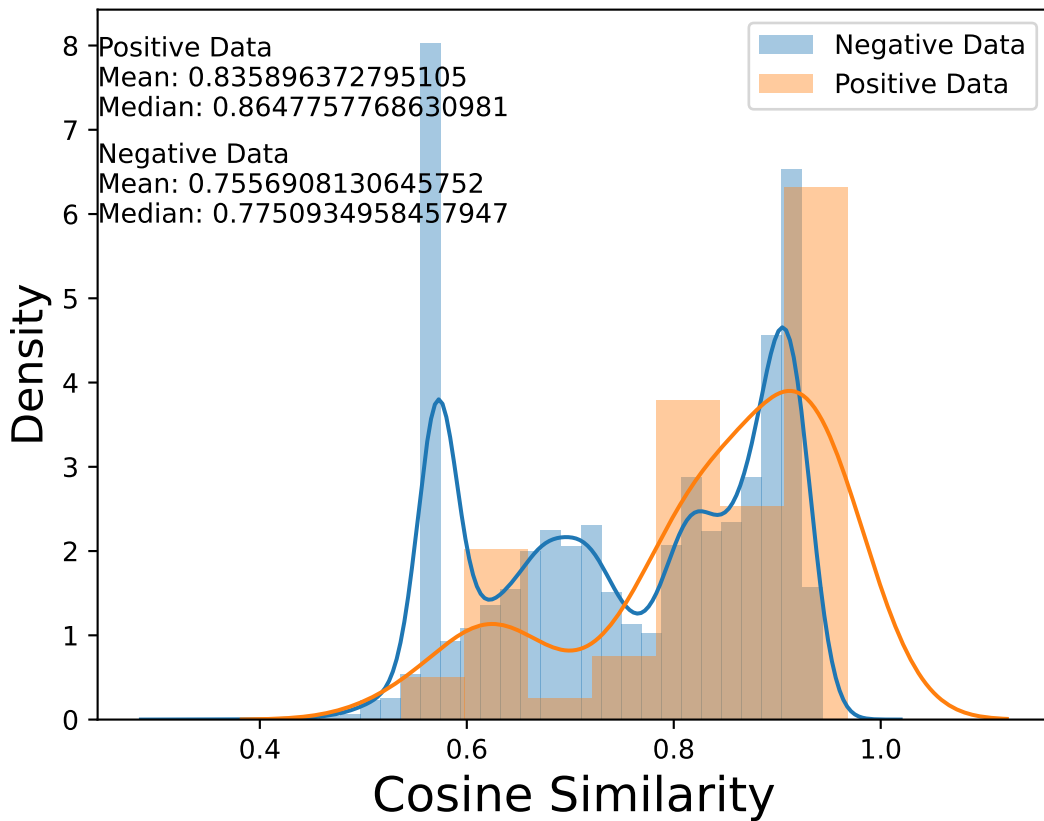 Positive Data
Mean: 0.835896372795105
Median: 0.8647757768630981
Negative Data
Mean: 0.7556908130645752
Median: 0.7750934958457947
Negative Data
Positive Data
8
7
6
5
4
3
2
1
0
Density
0.4 0.6 0.8 1.0
Cosine Similarity